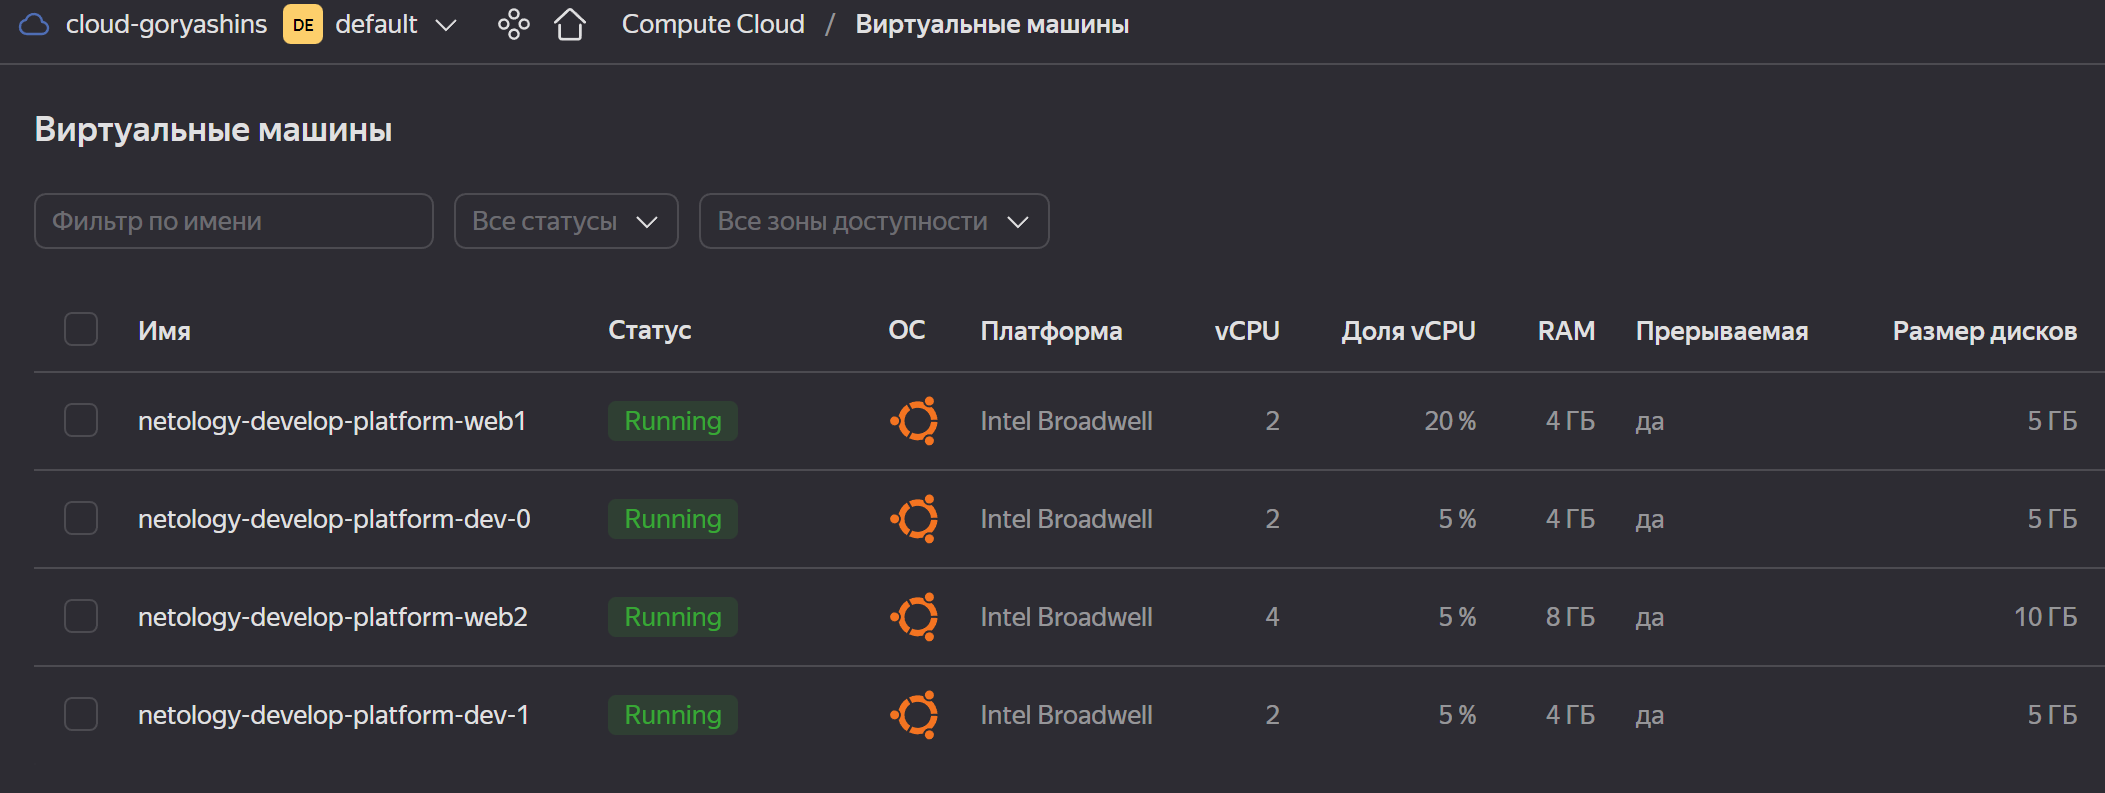 cloud-goryashins DE default Compute Cloud / Виртуальные машины
Виртуальные машины
Фильтр по имени Все статусы Все зоны доступности
Имя Статус ОС Платформа vCPU Доля vCPU RAM Прерываемая Размер дисков
netology-develop-platform-web1 Running Intel Broadwell 2 20 % 4 ГБ да 5 ГБ
netology-develop-platform-dev-0 Running Intel Broadwell 2 5 % 4 ГБ да 5 ГБ
netology-develop-platform-web2 Running Intel Broadwell 4 5 % 8 ГБ да 10 ГБ
netology-develop-platform-dev-1 Running Intel Broadwell 2 5 % 4 ГБ да 5 ГБ